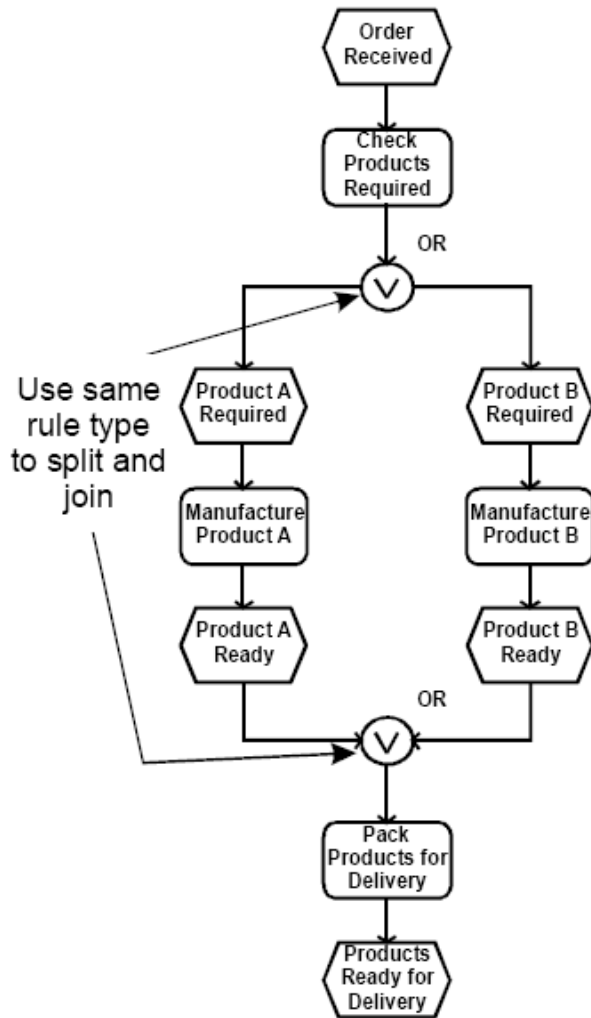 Order
Received
Check
Products
Required
OR
V
Use same
rule type
to split and
join
Product A
Required
Product B
Required
Manufacture
Product A
Manufacture
Product B
Product A
Ready
Product B
Ready
OR
V
Pack
Products for
Delivery
Products
Ready for
Delivery